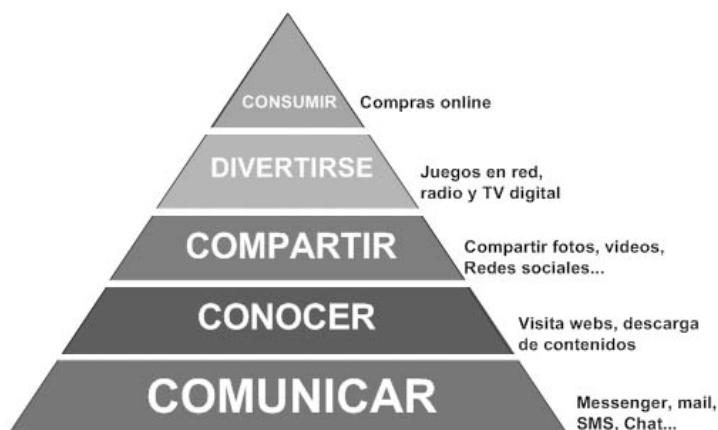 CONSUMIR
Compras online
DIVERTIRSE
Juegos en red,
radio y TV digital
COMPARTIR
Compartir fotos, videos,
Redes sociales...
CONOCER
Visita webs, descarga
de contenidos
COMUNICAR
Messenger, mail,
SMS, Chat...